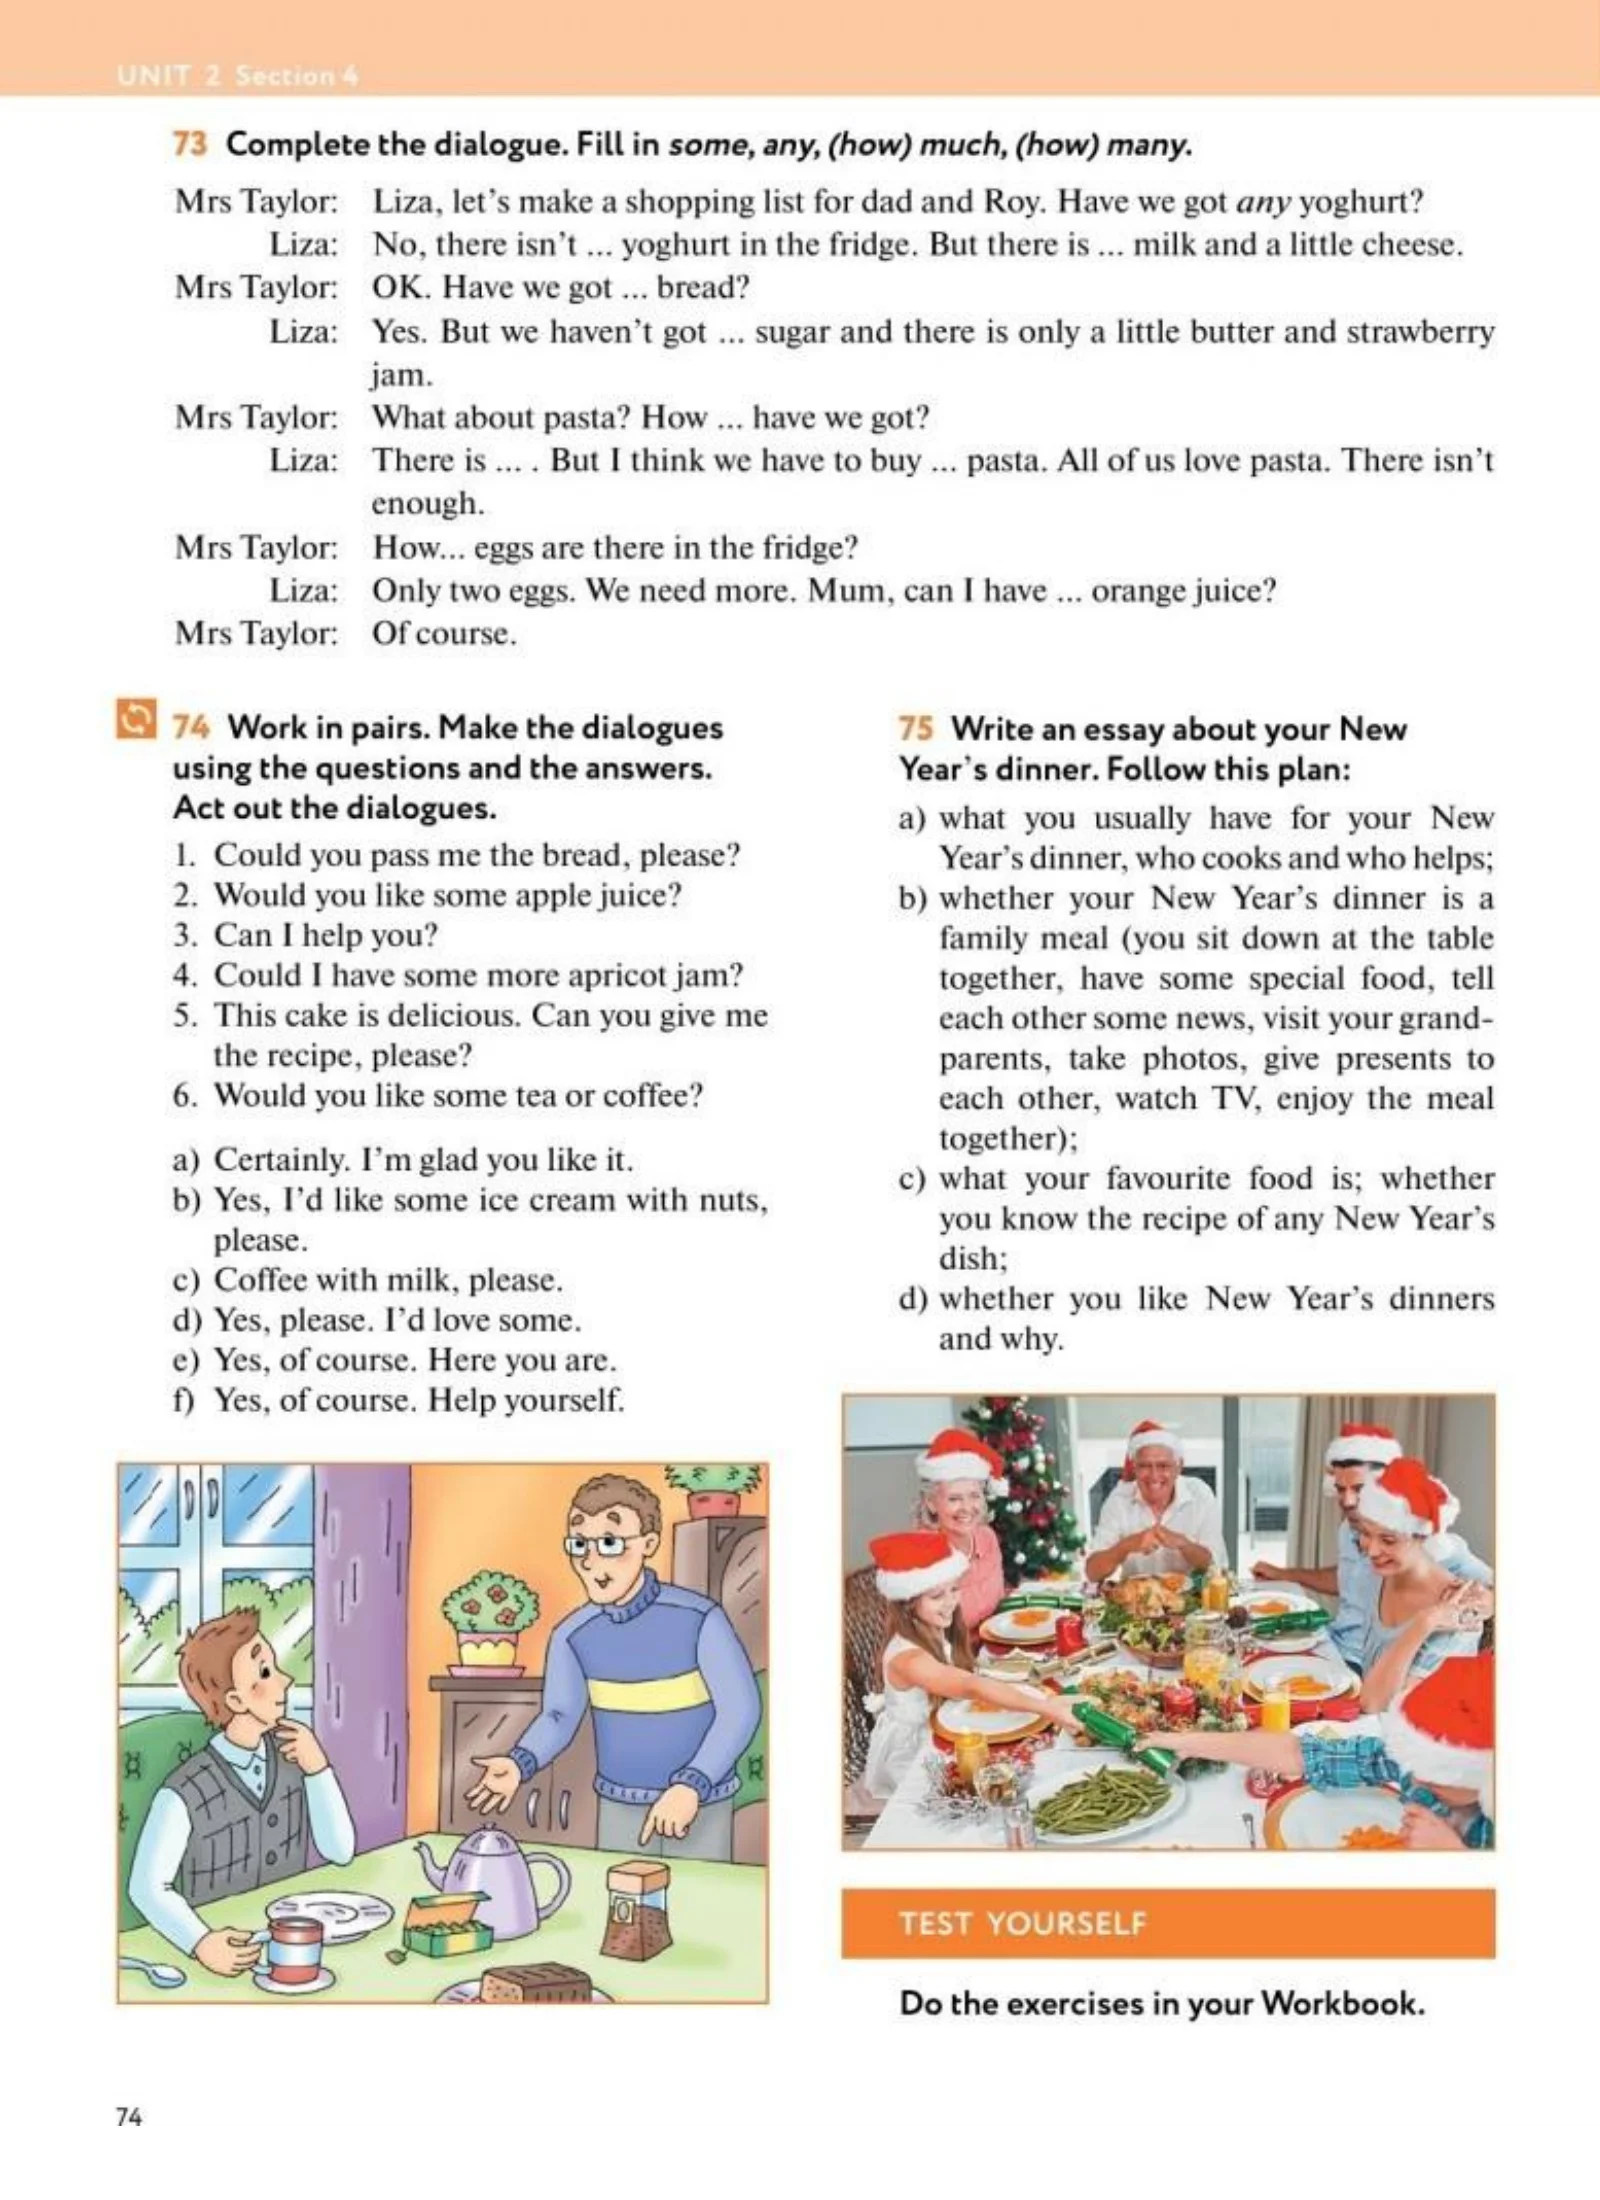 UNIT 2 Section 4
73 Complete the dialogue. Fill in some, any, (how) much, (how) many.
Mrs Taylor: Liza, let's make a shopping list for dad and Roy. Have we got any yoghurt?
Liza: No, there isn't ... yoghurt in the fridge. But there is ... milk and a little cheese.
Mrs Taylor: OK. Have we got ... bread?
Liza: Yes. But we haven't got ... sugar and there is only a little butter and strawberry
jam.
Mrs Taylor: What about pasta? How ... have we got?
Liza: There is ... . But I think we have to buy ... pasta. All of us love pasta. There isn't
enough.
Mrs Taylor: How... eggs are there in the fridge?
Liza: Only two eggs. We need more. Mum, can I have ... orange juice?
Mrs Taylor: Of course.
74 Work in pairs. Make the dialogues
using the questions and the answers.
Act out the dialogues.
1. Could you pass me the bread, please?
2. Would you like some apple juice?
3. Can I help you?
4. Could I have some more apricot jam?
5. This cake is delicious. Can you give me
the recipe, please?
6. Would you like some tea or coffee?
a) Certainly. I'm glad you like it.
b) Yes, I'd like some ice cream with nuts,
please.
c) Coffee with milk, please.
d) Yes, please. I'd love some.
e) Yes, of course. Here you are.
f) Yes, of course. Help yourself.
75 Write an essay about your New
Year's dinner. Follow this plan:
a) what you usually have for your New
Year's dinner, who cooks and who helps;
b) whether your New Year's dinner is a
family meal (you sit down at the table
together, have some special food, tell
each other some news, visit your grand-
parents, take photos, give presents to
each other, watch TV, enjoy the meal
together);
c) what your favourite food is; whether
you know the recipe of any New Year's
dish;
d) whether you like New Year's dinners
and why.
TEST YOURSELF
Do the exercises in your Workbook.
74